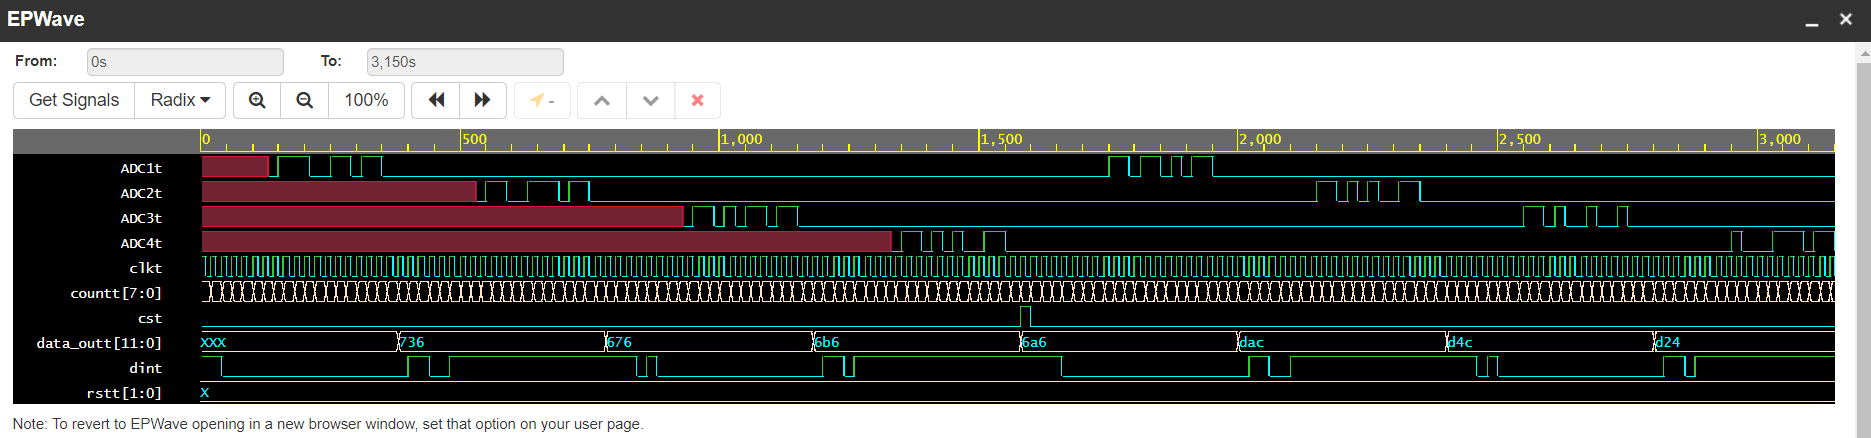 EPWave
From: 0s To: 3,150s
Get Signals Radix 100% -
0 500 1,000 1,500 2,000 2,500 3,000
ADC1t
ADC2t
ADC3t
ADC4t
clkt
countt[7:0]
cst
data_outt[11:0] XXX 736 676 6b6 6a6 dac d4c d24
dint
rstt[1:0] X
Note: To revert to EPWave opening in a new browser window, set that option on your user page.